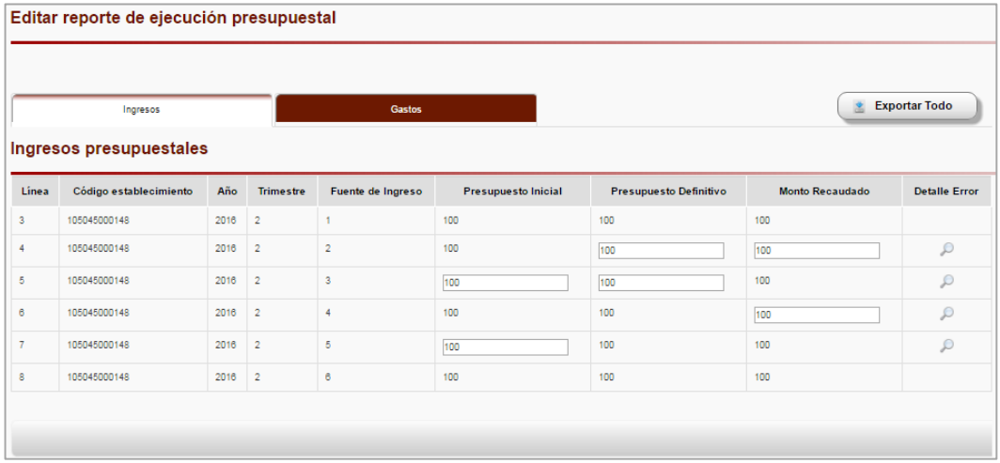 Editar reporte de ejecución presupuestal
Ingresos Gastos Exportar Todo
Ingresos presupuestales
Línea Código establecimiento Año Trimestre Fuente de Ingreso Presupuesto Inicial Presupuesto Definitivo Monto Recaudado Detalle Error
3 105045000148 2016 2 1 100 100 100
4 105045000148 2016 2 2 100 100 100
5 105045000148 2016 2 3 100 100 100
6 105045000148 2016 2 4 100 100 100
7 105045000148 2016 2 5 100 100 100
8 105045000148 2016 2 6 100 100 100